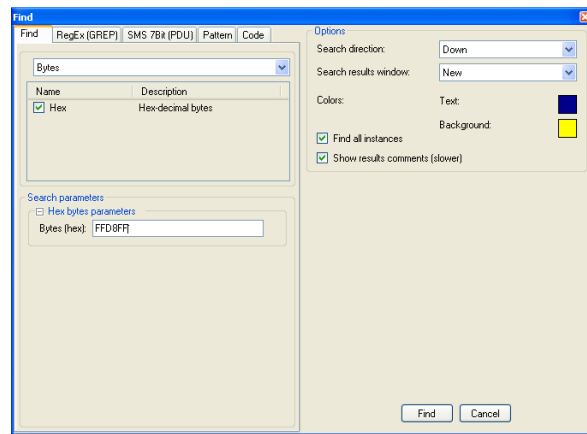 Find
Find RegEx (GREP) SMS 7Bit (PDU) Pattern Code
Bytes
Name Description
Hex Hex-decimal bytes
Search parameters
Hex bytes parameters
Bytes (hex): FFD8FF
Options
Search direction: Down
Search results window: New
Colors: Text:
Background:
Find all instances
Show results comments (slower)
Find Cancel